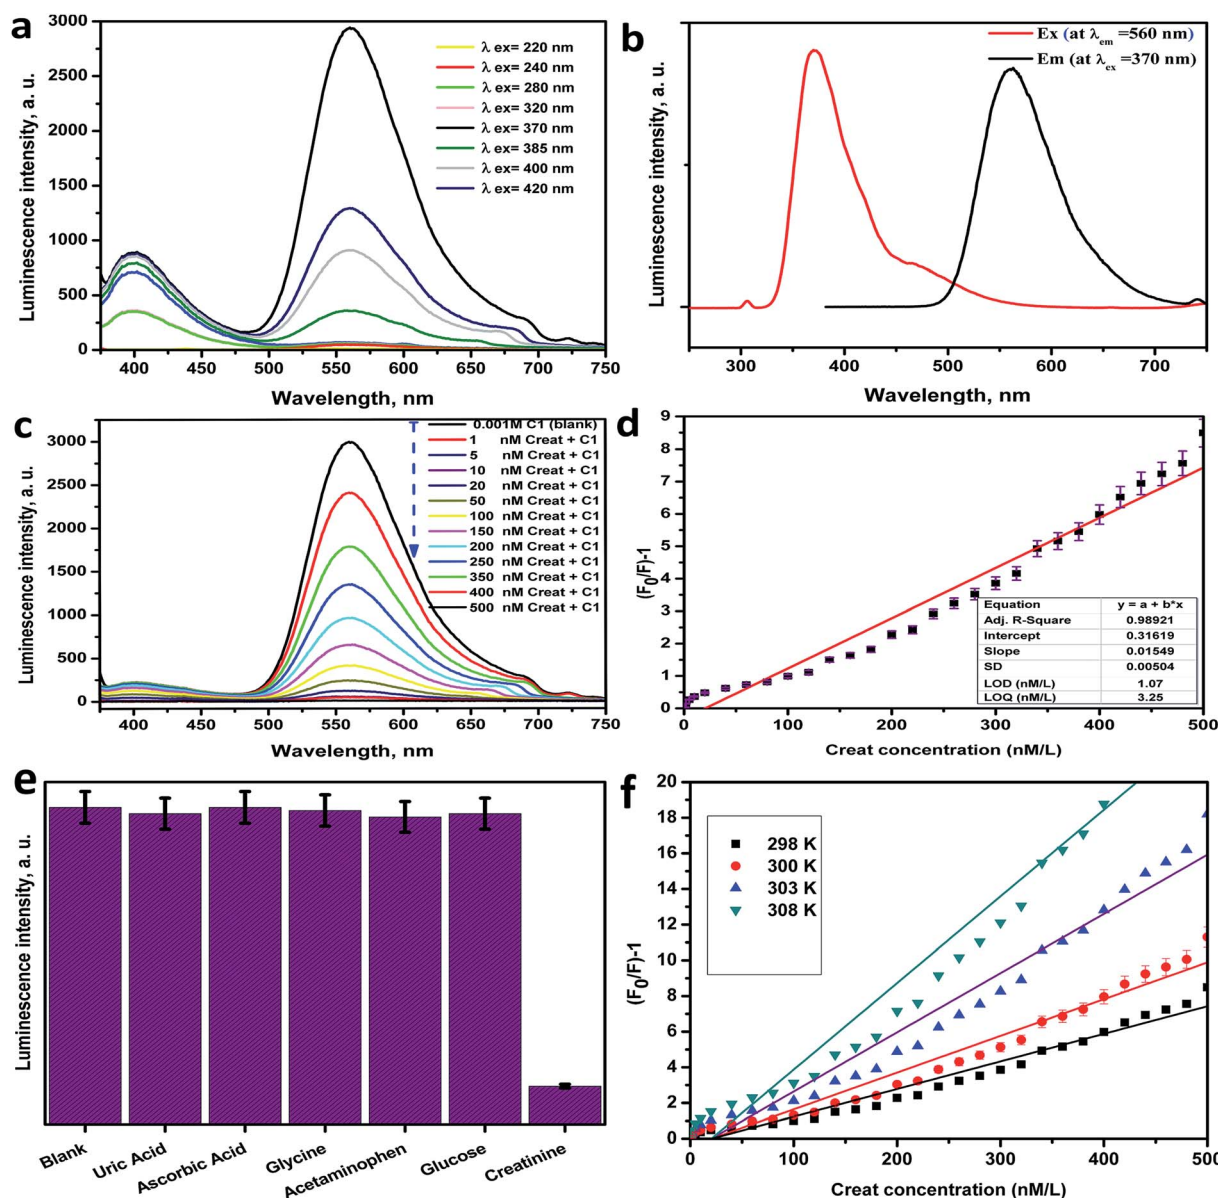 a
3000
2500
2000
1500
1000
500
0
Luminescence intensity, a. u.
λ ex= 220 nm
λ ex= 240 nm
λ ex= 280 nm
λ ex= 320 nm
λ ex= 370 nm
λ ex= 385 nm
λ ex= 400 nm
λ ex= 420 nm
400 450 500 550 600 650 700 750
Wavelength, nm
b
Luminescence intensity, a. u.
Ex (at λem =560 nm)
Em (at λex =370 nm)
300 400 500 600 700
Wavelength, nm
c
3000
2500
2000
1500
1000
500
0
Luminescence intensity, a. u.
0.001M C1 (blank)
1 nM Creat + C1
5 nM Creat + C1
10 nM Creat + C1
20 nM Creat + C1
50 nM Creat + C1
100 nM Creat + C1
150 nM Creat + C1
200 nM Creat + C1
250 nM Creat + C1
350 nM Creat + C1
400 nM Creat + C1
500 nM Creat + C1
400 450 500 550 600 650 700 750
Wavelength, nm
d
9
8
7
6
5
4
3
2
1
0
(F0/F)-1
Equation y = a + b*x
Adj. R-Square 0.98921
Intercept 0.31619
Slope 0.01549
SD 0.00504
LOD (nM/L) 1.07
LOQ (nM/L) 3.25
0 100 200 300 400 500
Creat concentration (nM/L)
e
Luminescence intensity, a. u.
Blank
Uric Acid
Ascorbic Acid
Glycine
Acetaminophen
Glucose
Creatinine
f
20
18
16
14
12
10
8
6
4
2
0
(F0/F)-1
298 K
300 K
303 K
308 K
0 100 200 300 400 500
Creat concentration (nM/L)